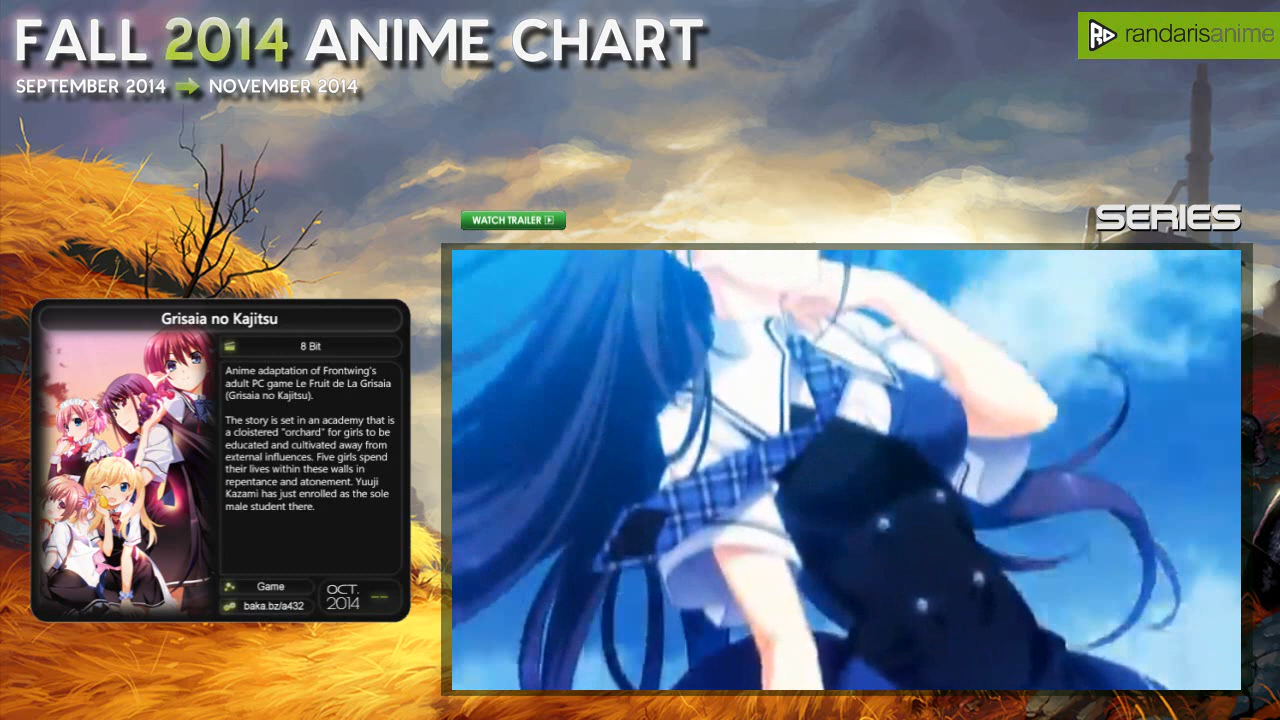 FALL 2014 ANIME CHART
SEPTEMBER 2014 NOVEMBER 2014
randarisanime
WATCH TRAILER
SERIES
Grisaia no Kajitsu
8 Bit
Anime adaptation of Frontwing's
adult PC game Le Fruit de La Grisaia
(Grisaia no Kajitsu).
The story is set in an academy that is
a cloistered "orchard" for girls to be
educated and cultivated away from
external influences. Five girls spend
their lives within these walls in
repentance and atonement. Yuuji
Kazami has just enrolled as the sole
male student there.
Game
baka.bz/a432
OCT.
2014 --